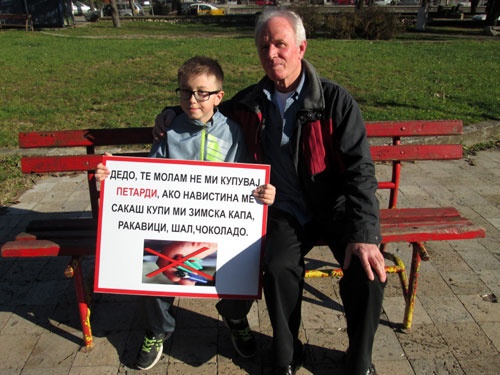 ДЕДО, ТЕ МОЛАМ НЕ МИ КУПУВАЈ
ПЕТАРДИ, АКО НАВИСТИНА МЕ
САКАШ КУПИ МИ ЗИМСКА КАПА,
РАКАВИЦИ, ШАЛ,ЧОКОЛАДО.